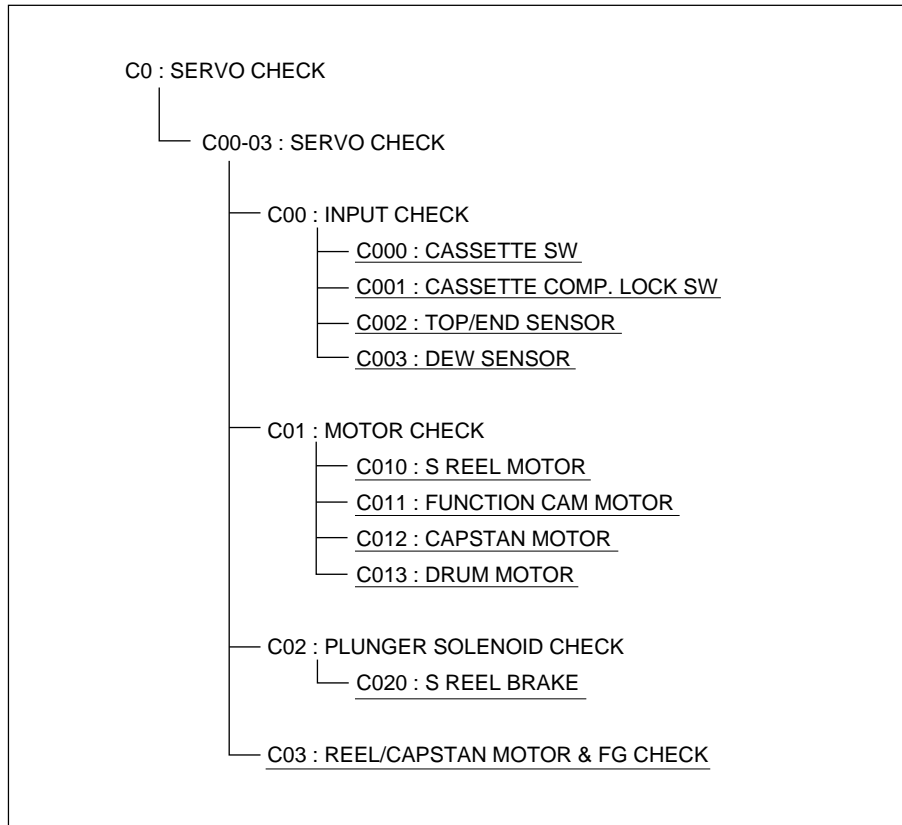 C0 : SERVO CHECK
C00-03 : SERVO CHECK
C00 : INPUT CHECK
C000 : CASSETTE SW
C001 : CASSETTE COMP. LOCK SW
C002 : TOP/END SENSOR
C003 : DEW SENSOR
C01 : MOTOR CHECK
C010 : S REEL MOTOR
C011 : FUNCTION CAM MOTOR
C012 : CAPSTAN MOTOR
C013 : DRUM MOTOR
C02 : PLUNGER SOLENOID CHECK
C020 : S REEL BRAKE
C03 : REEL/CAPSTAN MOTOR & FG CHECK